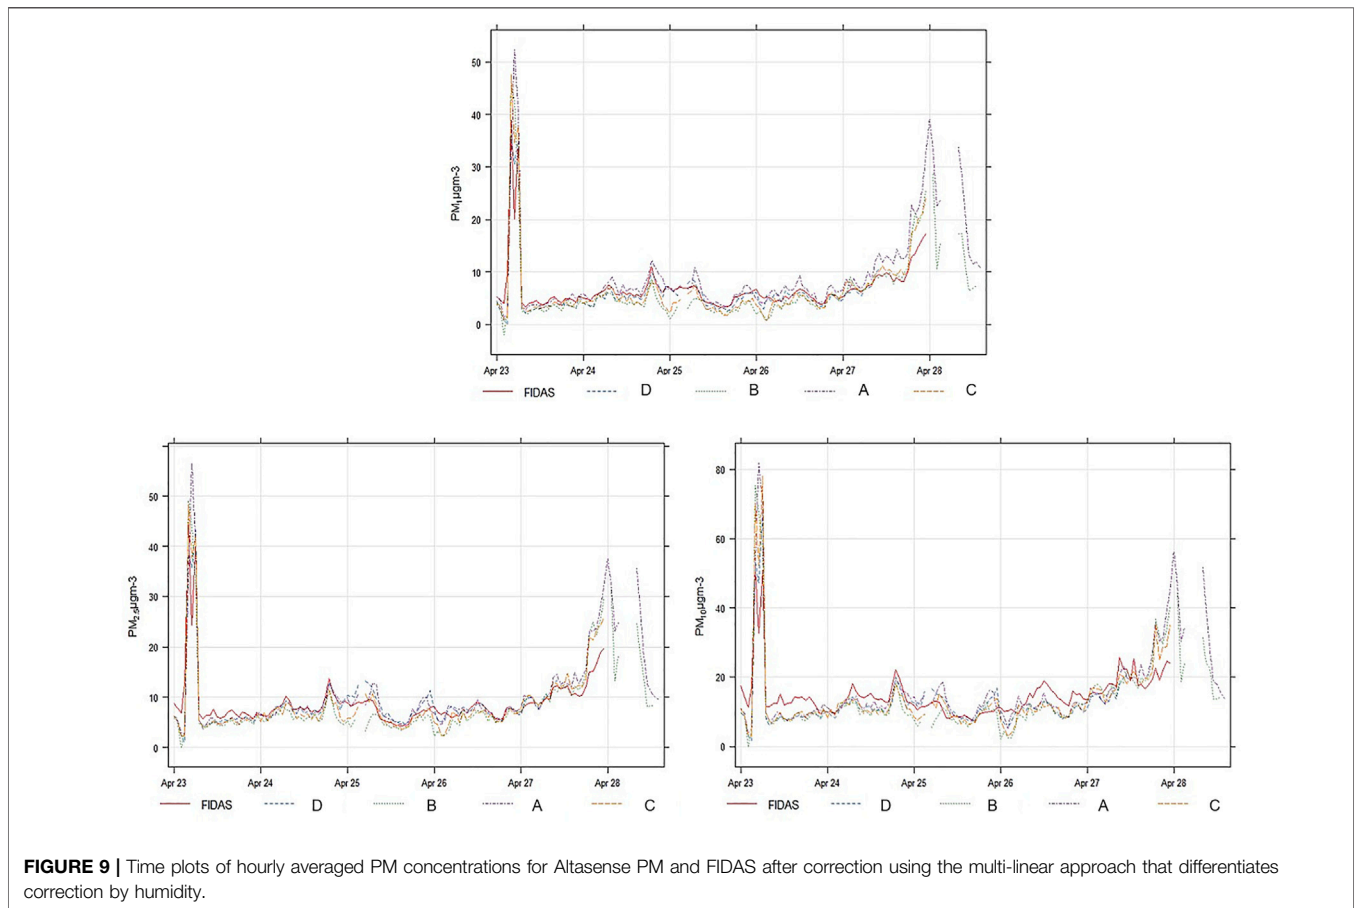 50
40
30
20
10
0
PM1µgm-3
Apr 23 Apr 24 Apr 25 Apr 26 Apr 27 Apr 28
FIDAS D B A C
50
40
30
20
10
0
PM2.5µgm-3
Apr 23 Apr 24 Apr 25 Apr 26 Apr 27 Apr 28
FIDAS D B A C
80
60
40
20
0
PM10µgm-3
Apr 23 Apr 24 Apr 25 Apr 26 Apr 27 Apr 28
FIDAS D B A C
FIGURE 9 | Time plots of hourly averaged PM concentrations for Altasense PM and FIDAS after correction using the multi-linear approach that differentiates
correction by humidity.